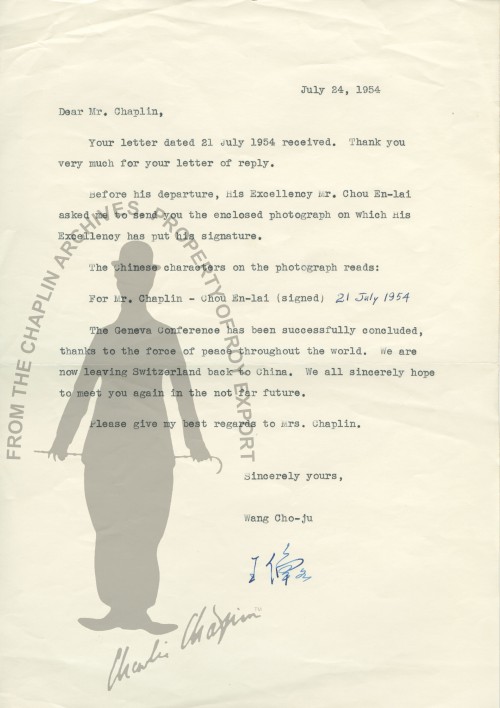 July 24, 1954
Dear Mr. Chaplin,
Your letter dated 21 July 1954 received. Thank you
very much for your letter of reply.
Before his departure, His Excellency Mr. Chou En-lai
asked me to send you the enclosed photograph on which His
Excellency has put his signature.
The Chinese characters on the photograph reads:
For Mr. Chaplin - Chou En-lai (signed) 21 July 1954
The Geneva Conference has been successfully concluded,
thanks to the force of peace throughout the world. We are
now leaving Switzerland back to China. We all sincerely hope
to meet you again in the not far future.
Please give my best regards to Mrs. Chaplin.
Sincerely yours,
Wang Cho-ju
王倬如
FROM THE CHAPLIN ARCHIVES, PROPERTY OF ROY EXPORT
Charlie Chaplin™